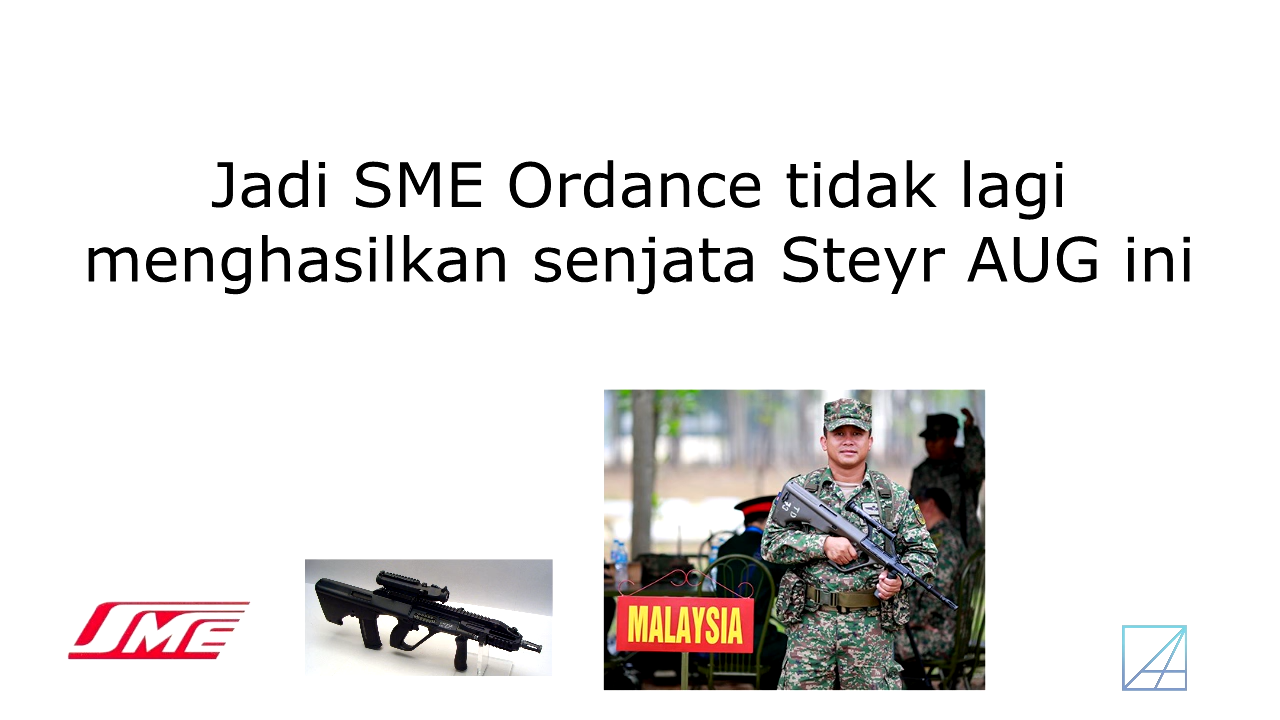 Jadi SME Ordance tidak lagi
menghasilkan senjata Steyr AUG ini
MALAYSIA
SME